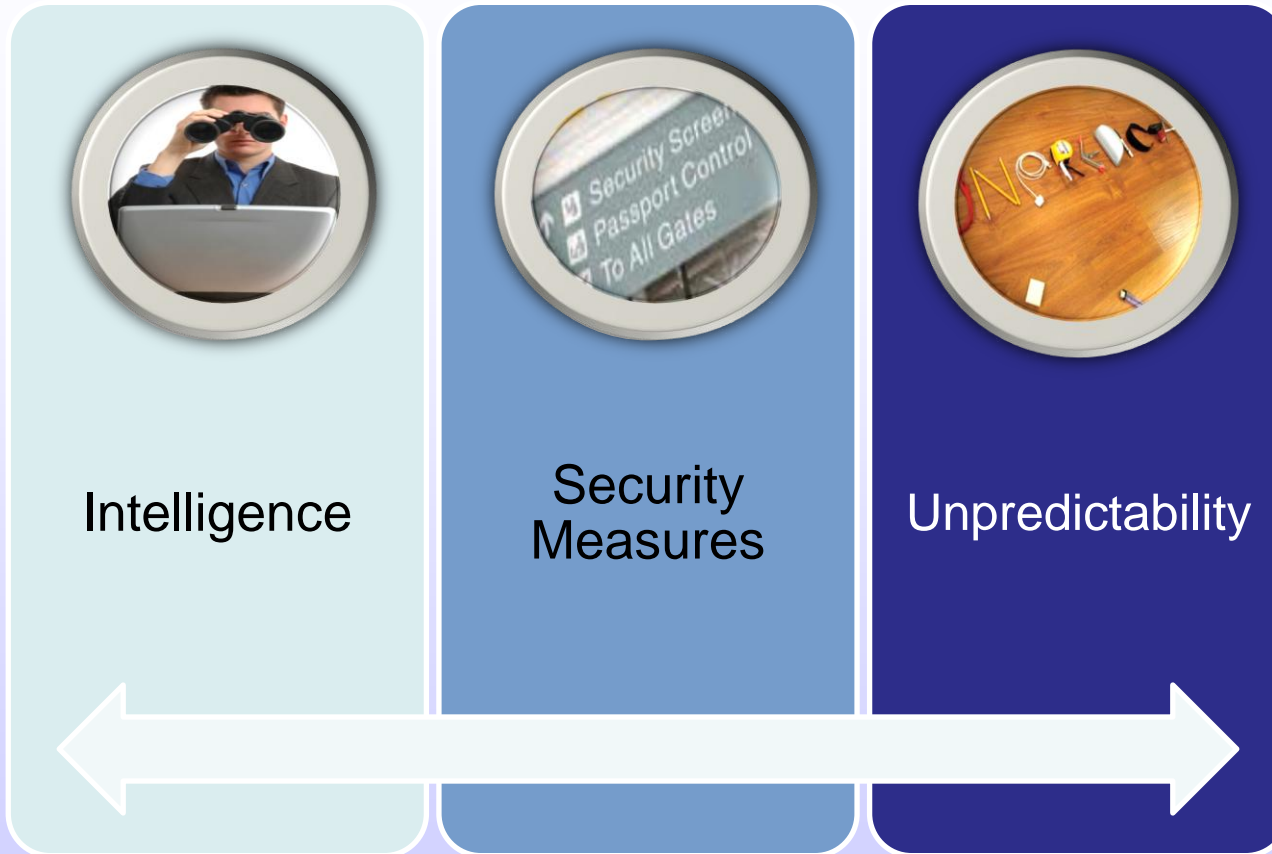 Security Screen
Passport Control
To All Gates
Intelligence
Security
Measures
Unpredictability